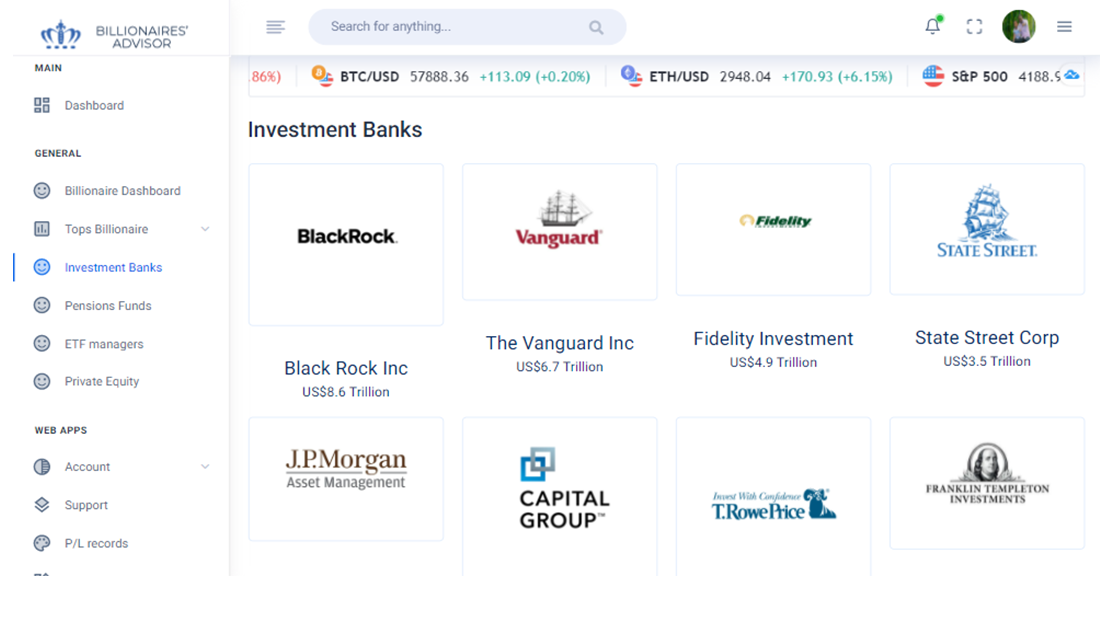 BILLIONAIRES'
ADVISOR
Search for anything...
MAIN
Dashboard
GENERAL
Billionaire Dashboard
Tops Billionaire
Investment Banks
Pensions Funds
ETF managers
Private Equity
WEB APPS
Account
Support
P/L records
.86%) BTC/USD 57888.36 +113.09 (+0.20%) ETH/USD 2948.04 +170.93 (+6.15%) S&P 500 4188.9
Investment Banks
BLACKROCK.
Vanguard®
Fidelity
INVESTMENTS
STATE STREET.
Black Rock Inc
US$8.6 Trillion
The Vanguard Inc
US$6.7 Trillion
Fidelity Investment
US$4.9 Trillion
State Street Corp
US$3.5 Trillion
J.P.Morgan
Asset Management
CAPITAL
GROUP™
Invest With Confidence
T.RowePrice
FRANKLIN TEMPLETON
INVESTMENTS